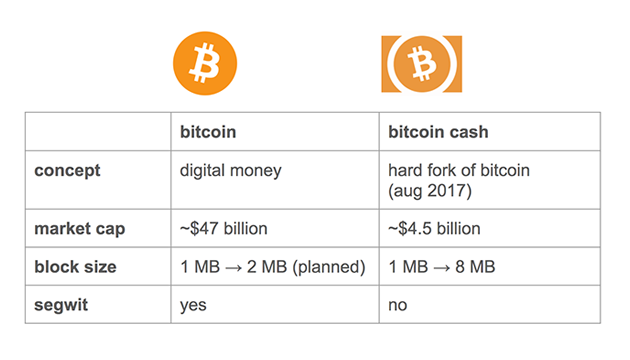 bitcoin bitcoin cash
concept digital money hard fork of bitcoin
(aug 2017)
market cap ~$47 billion ~$4.5 billion
block size 1 MB → 2 MB (planned) 1 MB → 8 MB
segwit yes no